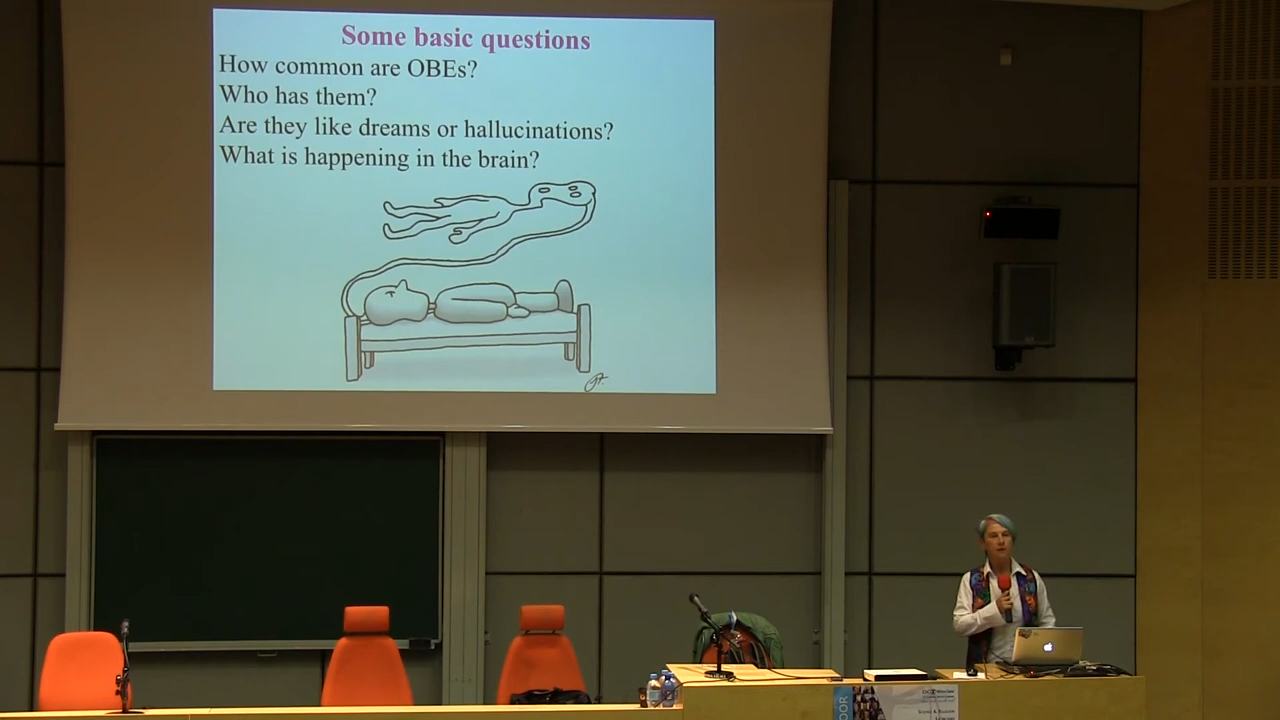 Some basic questions
How common are OBEs?
Who has them?
Are they like dreams or hallucinations?
What is happening in the brain?